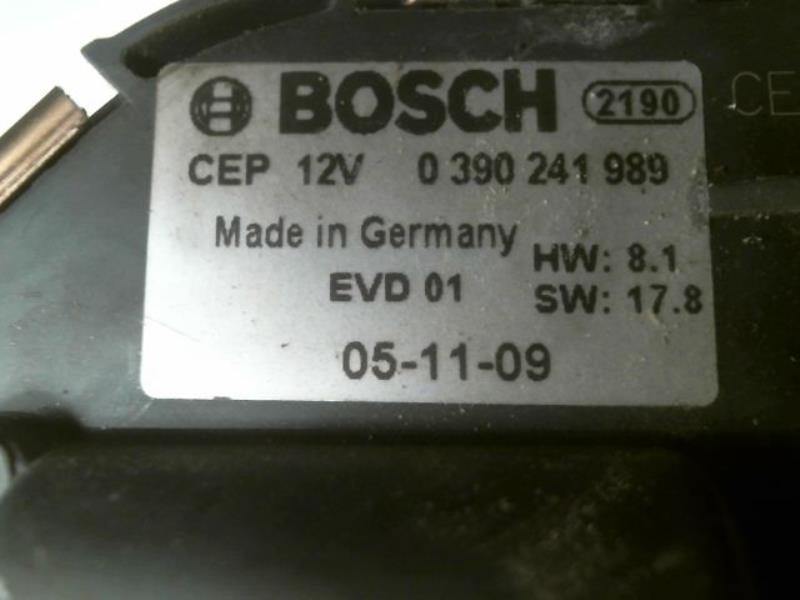 BOSCH 2190
CEP 12V 0 390 241 989
Made in Germany
HW: 8.1
EVD 01
SW: 17.8
05-11-09
CE